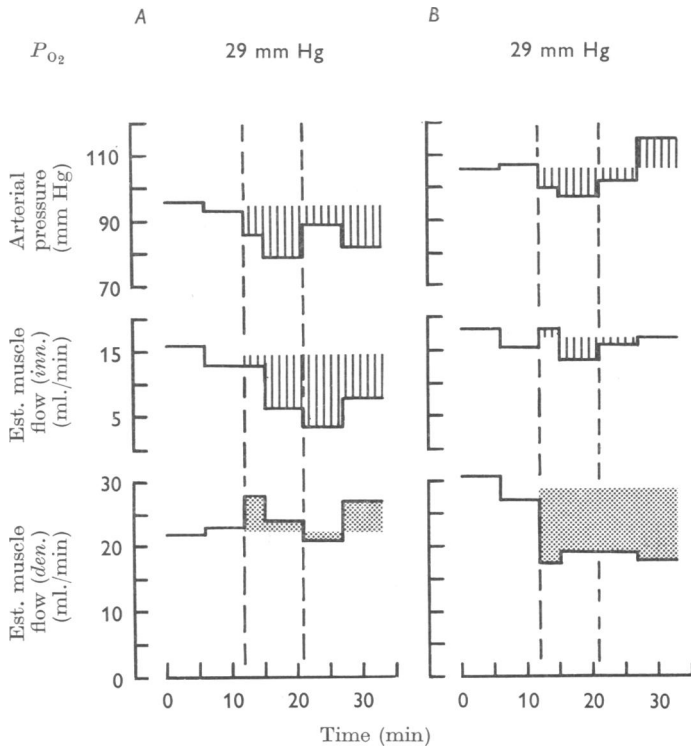 A B
P O₂ 29 mm Hg 29 mm Hg
Arterial
pressure
(mm Hg)
110
90
70
Est. muscle
flow (inn.)
(ml./min)
15
5
Est. muscle
flow (den.)
(ml./min)
30
20
10
0
0 10 20 30 0 10 20 30
Time (min)